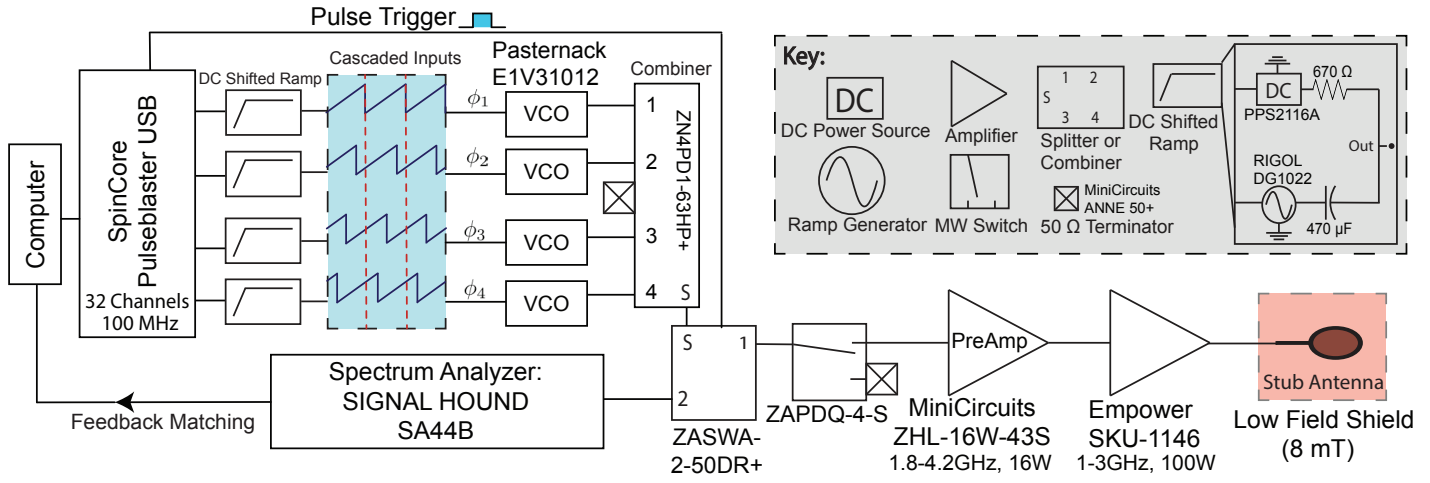 Pulse Trigger
Computer
SpinCore
Pulseblaster USB
32 Channels
100 MHz
DC Shifted Ramp
Cascaded Inputs
ϕ1
ϕ2
ϕ3
ϕ4
Pasternack
E1V31012
VCO
VCO
VCO
VCO
Combiner
1
2
3
4
S
ZN4PD1-63HP+
Key:
DC
DC Power Source
Amplifier
1 2
S
3 4
Splitter or
Combiner
DC Shifted
Ramp
Ramp Generator
MW Switch
MiniCircuits
ANNE 50+
50 Ω Terminator
DC
670 Ω
PPS2116A
Out
RIGOL
DG1022
470 µF
S
1
2
ZASWA-
2-50DR+
ZAPDQ-4-S
PreAmp
MiniCircuits
ZHL-16W-43S
1.8-4.2GHz, 16W
Empower
SKU-1146
1-3GHz, 100W
Stub Antenna
Low Field Shield
(8 mT)
Spectrum Analyzer:
SIGNAL HOUND
SA44B
Feedback Matching